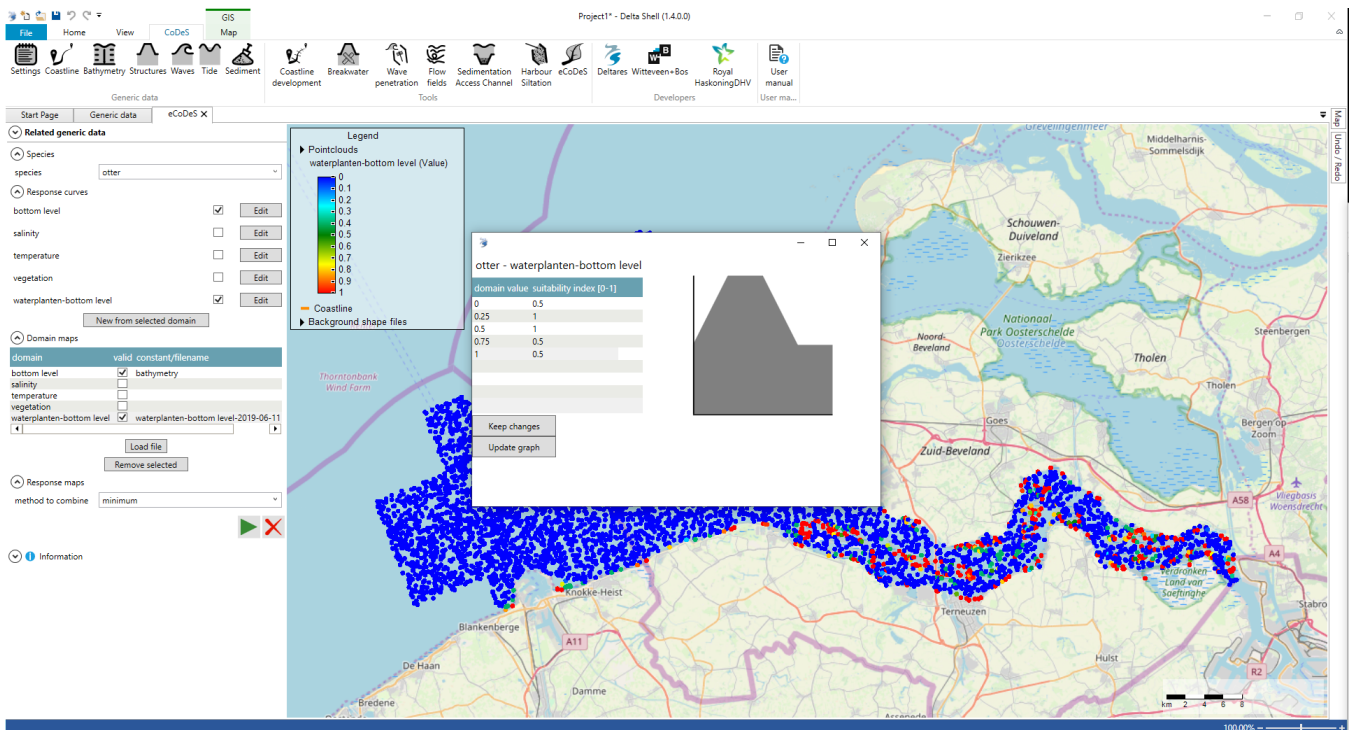 Project1* - Delta Shell (1.4.0.0)
GIS
File Home View CoDeS Map
Settings Coastline Bathymetry Structures Waves Tide Sediment
Generic data
Coastline development
Breakwater
Wave penetration
Flow fields
Sedimentation Access Channel
Harbour Siltation
eCoDeS
Tools
Deltares Witteveen+Bos
Royal HaskoningDHV
Developers
User manual
User ma...
Start Page Generic data eCoDeS X
Map
Undo / Redo
Related generic data
Species
species otter
Response curves
bottom level Edit
salinity Edit
temperature Edit
vegetation Edit
waterplanten-bottom level Edit
New from selected domain
Domain maps
domain valid constant/filename
bottom level bathymetry
salinity
temperature
vegetation
waterplanten-bottom level waterplanten-bottom level-2019-06-11
Load file
Remove selected
Response maps
method to combine minimum
Information
Legend
Pointclouds
waterplanten-bottom level (Value)
0
0.1
0.2
0.3
0.4
0.5
0.6
0.7
0.8
0.9
1
Coastline
Background shape files
otter - waterplanten-bottom level
domain value suitability index [0-1]
0 0.5
0.25 1
0.5 1
0.75 0.5
1 0.5
Keep changes
Update graph
Grevelingenmeer
Middelharnis-
Sommelsdijk
Schouwen-
Duiveland
Zierikzee
Nationaal
Park Oosterschelde
Oosterschelde
Noord-
Beveland
Steenbergen
Tholen
Tholen
Thorntonbank
Wind Farm
Goes
Bergen op
Zoom
Zuid-Beveland
A58
Vliegbasis
Woensdrecht
A4
Verdronken
Land van
Saeftinghe
Knokke-Heist
Terneuzen
Stabro
Blankenberge
A11
Hulst
De Haan
R2
Damme
Bredene
km 2 4 6 8
100.00%